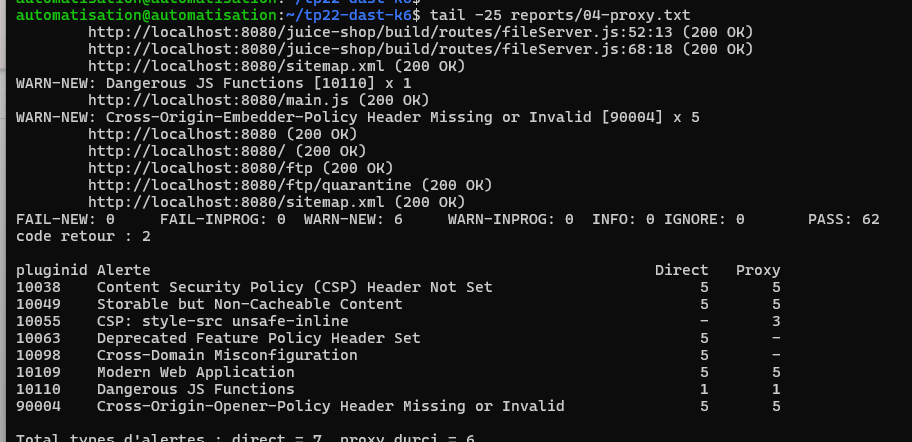 automatisation@automatisation:~/tp22-dast-k6$
automatisation@automatisation:~/tp22-dast-k6$ tail -25 reports/04-proxy.txt
        http://localhost:8080/juice-shop/build/routes/fileServer.js:52:13 (200 OK)
        http://localhost:8080/juice-shop/build/routes/fileServer.js:68:18 (200 OK)
        http://localhost:8080/sitemap.xml (200 OK)
WARN-NEW: Dangerous JS Functions [10110] x 1
        http://localhost:8080/main.js (200 OK)
WARN-NEW: Cross-Origin-Embedder-Policy Header Missing or Invalid [90004] x 5
        http://localhost:8080 (200 OK)
        http://localhost:8080/ (200 OK)
        http://localhost:8080/ftp (200 OK)
        http://localhost:8080/ftp/quarantine (200 OK)
        http://localhost:8080/sitemap.xml (200 OK)
FAIL-NEW: 0     FAIL-INPROG: 0  WARN-NEW: 6     WARN-INPROG: 0  INFO: 0 IGNORE: 0       PASS: 62
code retour : 2
pluginid Alerte                                                        Direct   Proxy
10038    Content Security Policy (CSP) Header Not Set                       5       5
10049    Storable but Non-Cacheable Content                                 5       5
10055    CSP: style-src unsafe-inline                                       -       3
10063    Deprecated Feature Policy Header Set                               5       -
10098    Cross-Domain Misconfiguration                                      5       -
10109    Modern Web Application                                             5       5
10110    Dangerous JS Functions                                             1       1
90004    Cross-Origin-Opener-Policy Header Missing or Invalid               5       5
Total types d'alertes : direct = 7, proxy durci = 6